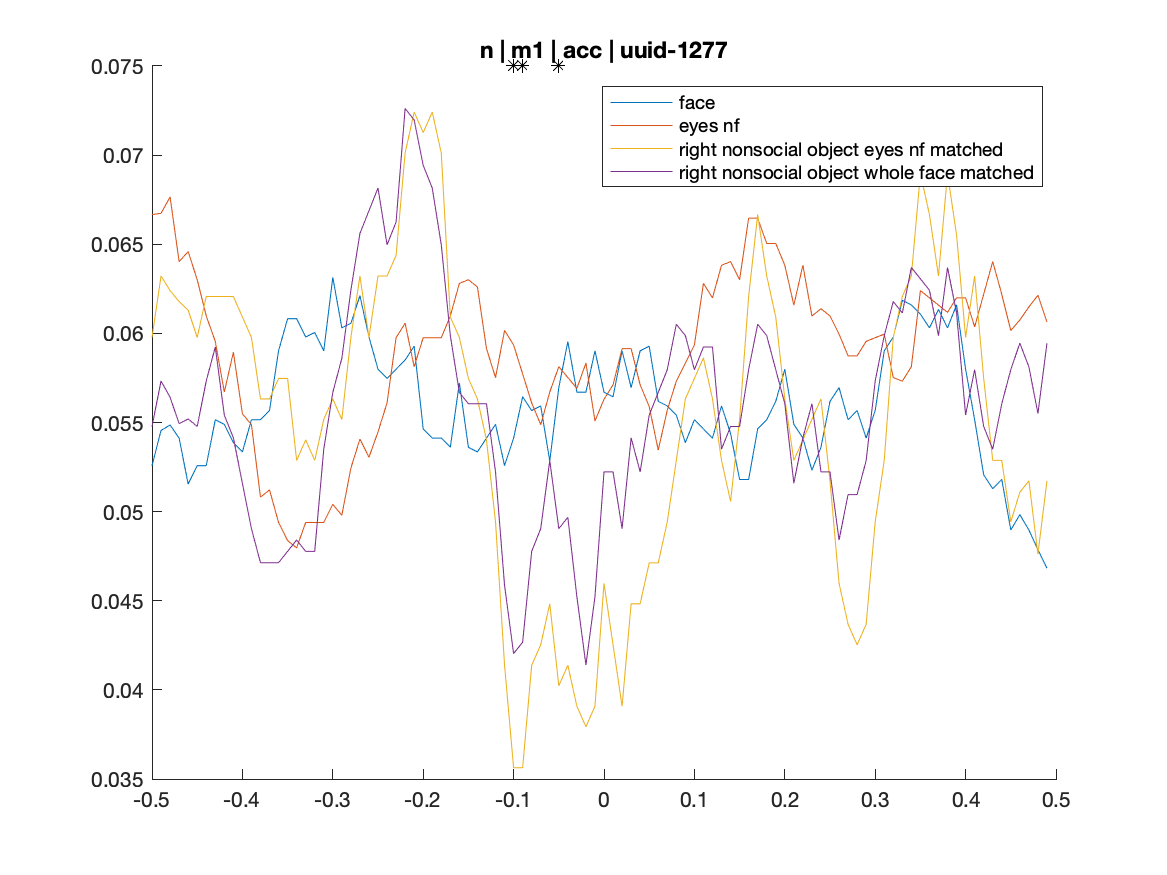 n | m1 | acc | uuid-1277
0.075
0.07
0.065
0.06
0.055
0.05
0.045
0.04
0.035
face
eyes nf
right nonsocial object eyes nf matched
right nonsocial object whole face matched
-0.5 -0.4 -0.3 -0.2 -0.1 0 0.1 0.2 0.3 0.4 0.5